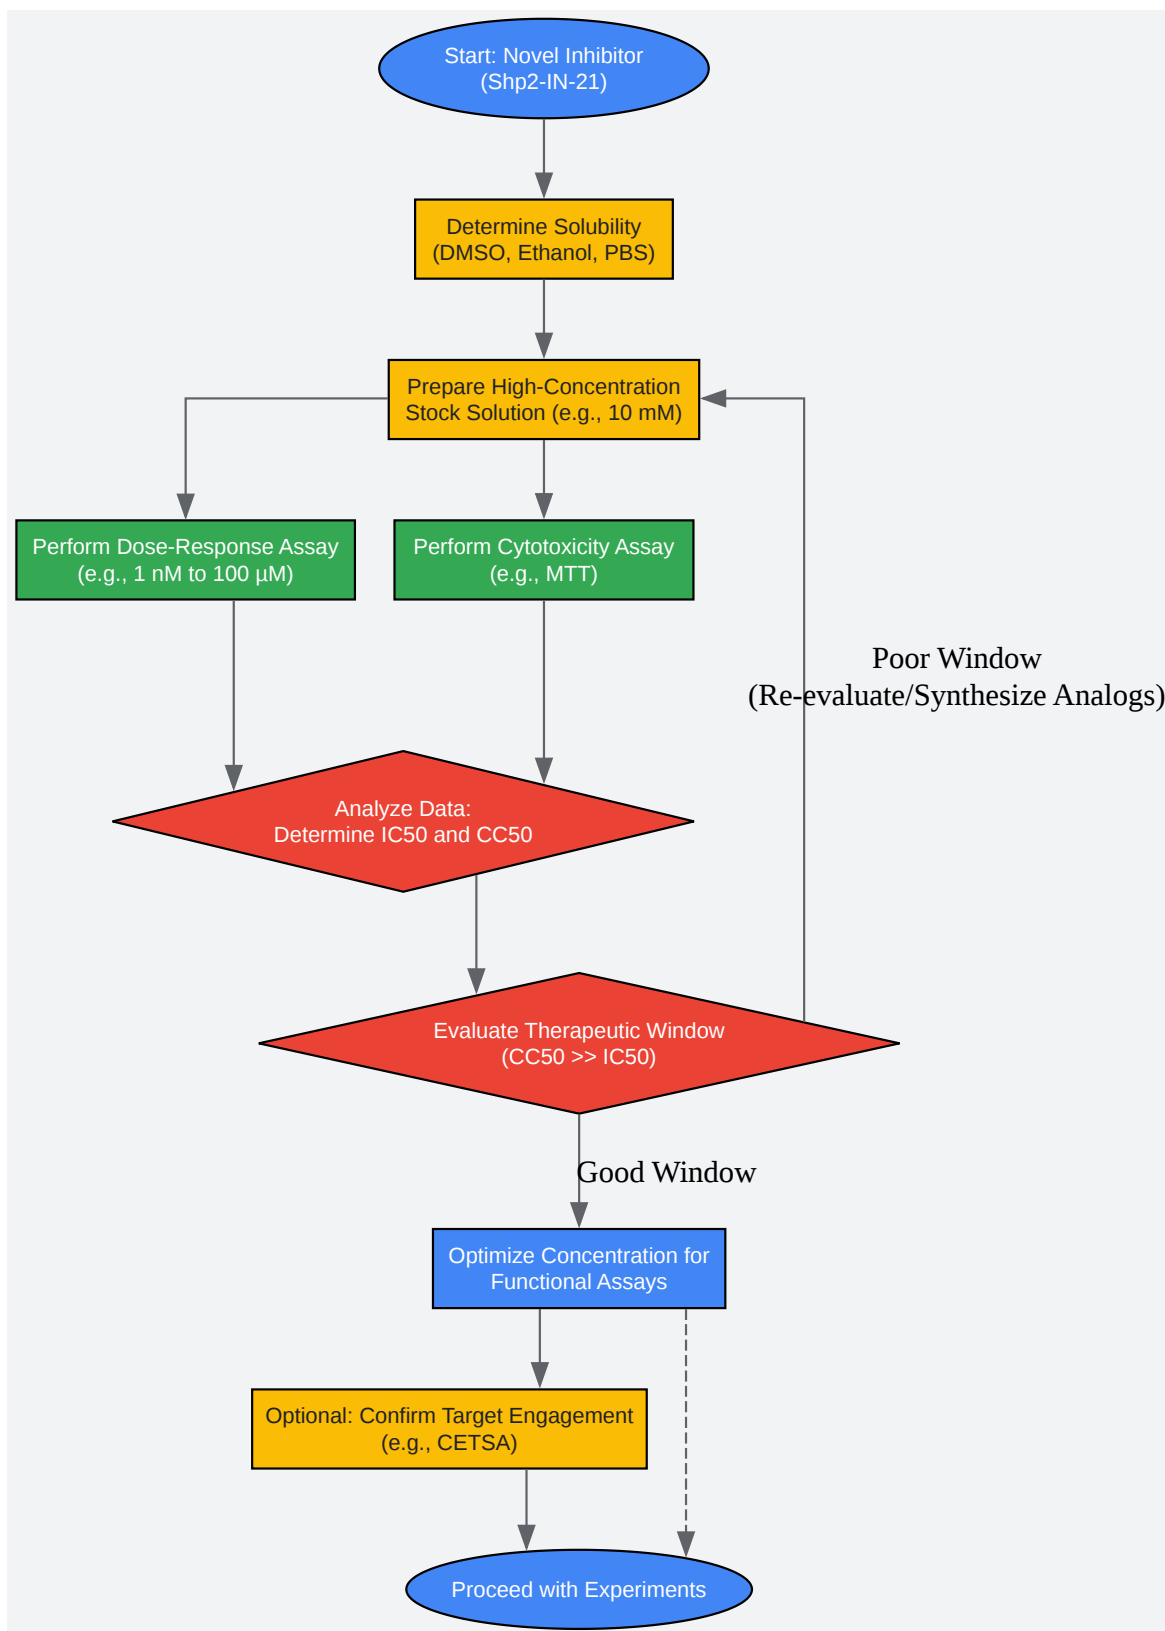 Start: Novel Inhibitor
(Shp2-IN-21)
Determine Solubility
(DMSO, Ethanol, PBS)
Prepare High-Concentration
Stock Solution (e.g., 10 mM)
Perform Dose-Response Assay
(e.g., 1 nM to 100 µM)
Perform Cytotoxicity Assay
(e.g., MTT)
Poor Window
(Re-evaluate/Synthesize Analogs)
Analyze Data:
Determine IC50 and CC50
Evaluate Therapeutic Window
(CC50 >> IC50)
Good Window
Optimize Concentration for
Functional Assays
Optional: Confirm Target Engagement
(e.g., CETSA)
Proceed with Experiments